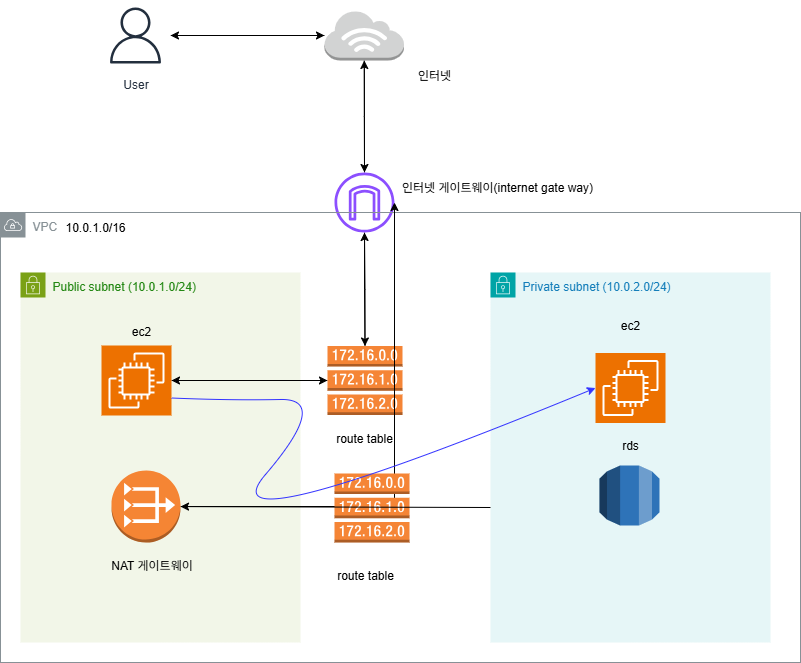 User
인터넷
인터넷 게이트웨이(internet gate way)
VPC 10.0.1.0/16
Public subnet (10.0.1.0/24)
Private subnet (10.0.2.0/24)
ec2
ec2
172.16.0.0
172.16.1.0
172.16.2.0
route table
rds
172.16.0.0
172.16.1.0
172.16.2.0
NAT 게이트웨이
route table